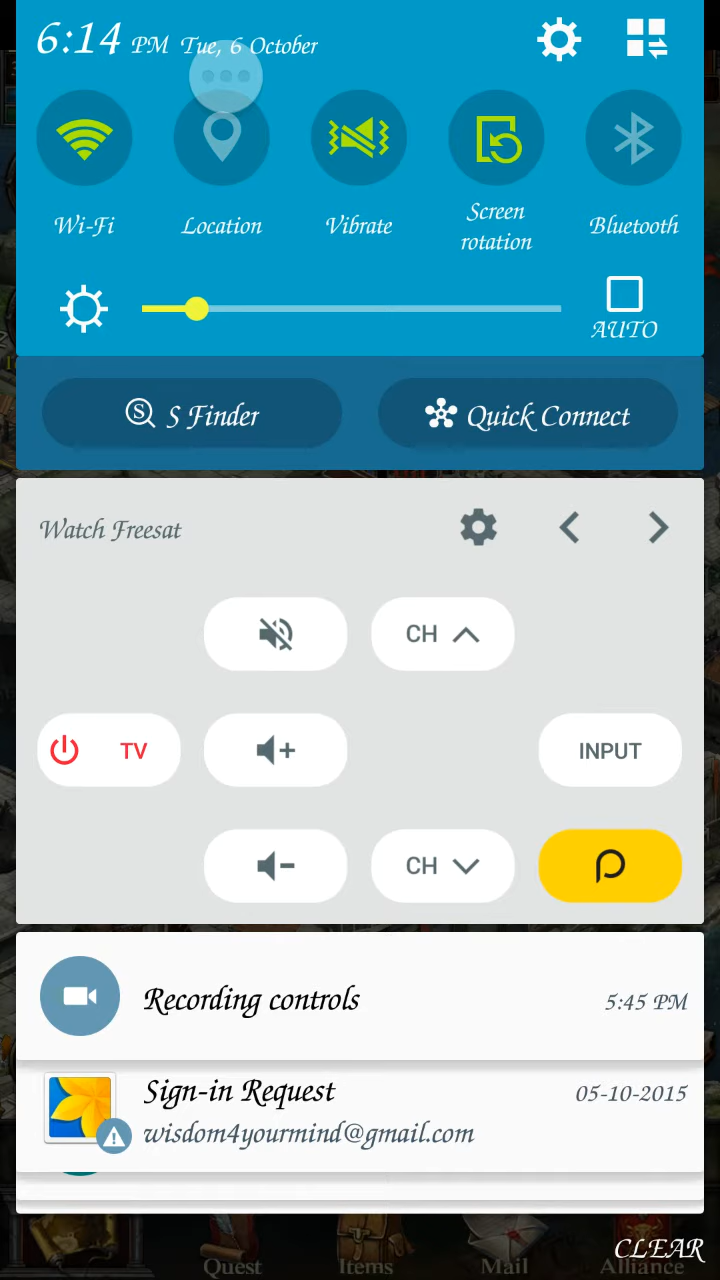 6:14 PM Tue, 6 October
Wi-Fi
Location
Vibrate
Screen
rotation
Bluetooth
AUTO
S Finder
Quick Connect
Watch Freesat
CH
TV
INPUT
CH
Recording controls
5:45 PM
Sign-in Request
05-10-2015
wisdom4yourmind@gmail.com
CLEAR
Quest
Items
Mail
Alliance